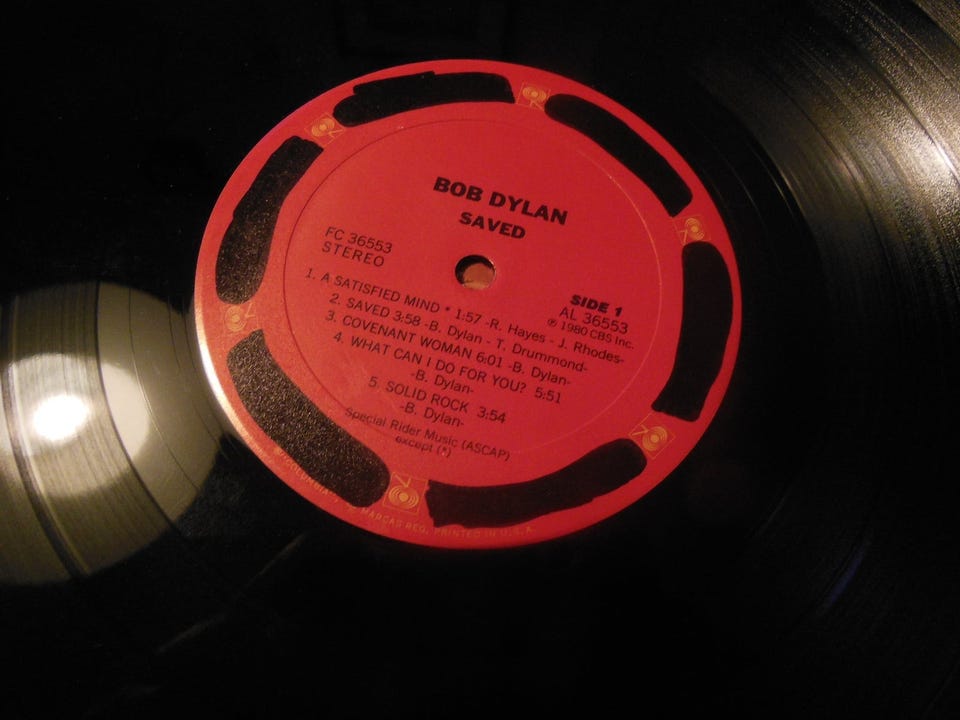 BOB DYLAN
SAVED
FC 36553
STEREO
SIDE 1
AL 36553
℗ 1980 CBS Inc.
1. A SATISFIED MIND * 1:57 -R. Hayes - J. Rhodes-
2. SAVED 3:58 -B. Dylan - T. Drummond-
3. COVENANT WOMAN 6:01 -B. Dylan-
4. WHAT CAN I DO FOR YOU? 5:51
-B. Dylan-
5. SOLID ROCK 3:54
-B. Dylan-
Special Rider Music (ASCAP)
except (*)
COLUMBIA MARCAS REG. PRINTED IN U.S.A.